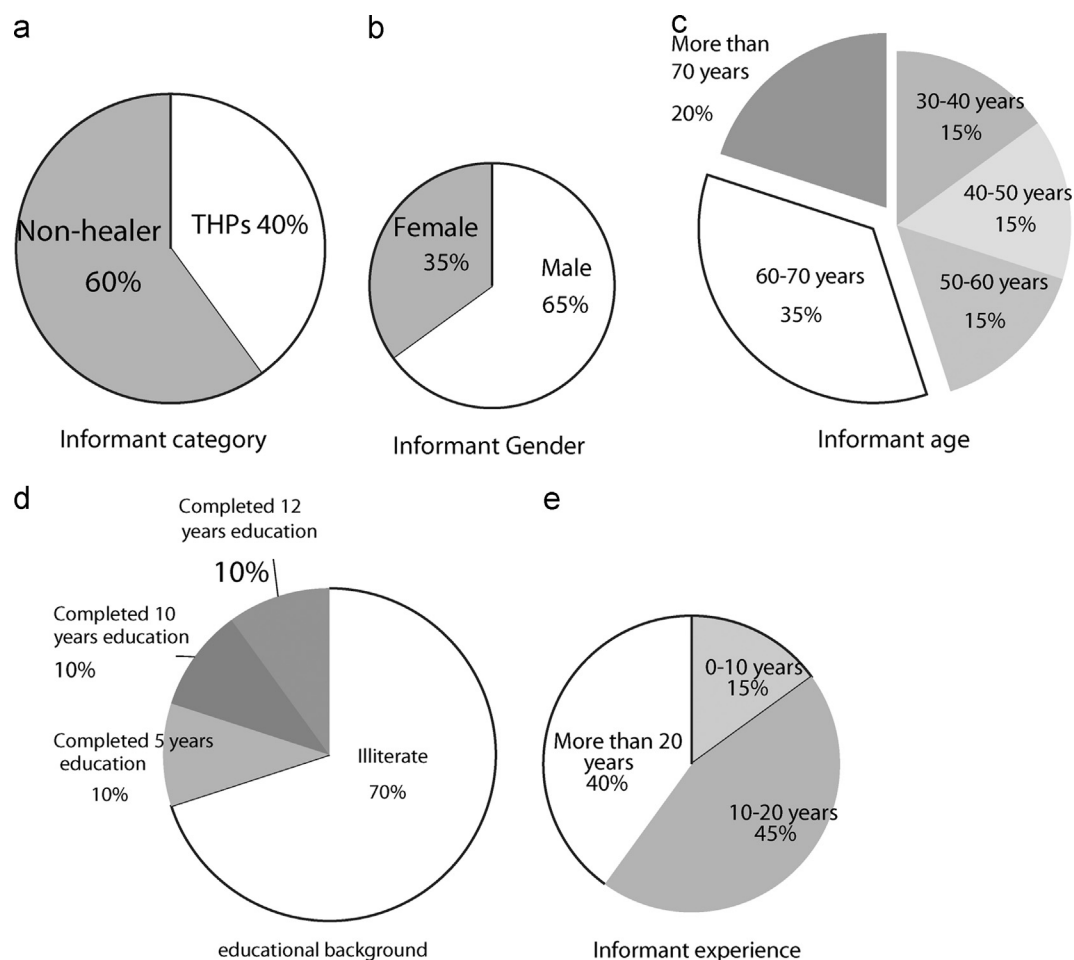 a
Non-healer
60%
THPs 40%
Informant category
b
Female
35%
Male
65%
Informant Gender
c
More than
70 years
20%
30-40 years
15%
40-50 years
15%
50-60 years
15%
60-70 years
35%
Informant age
d
Completed 12
years education
10%
Completed 10
years education
10%
Completed 5 years
education
10%
Illiterate
70%
educational background
e
0-10 years
15%
More than 20
years
40%
10-20 years
45%
Informant experience